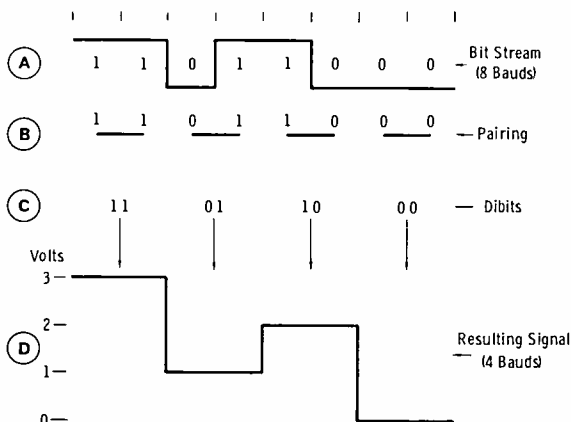 A 1 1 0 1 1 0 0 0 Bit Stream
(8 Bauds)
B 1 1 0 1 1 0 0 0 Pairing
C 11 01 10 00 Dibits
Volts
3
2
D Resulting Signal
(4 Bauds)
1
0